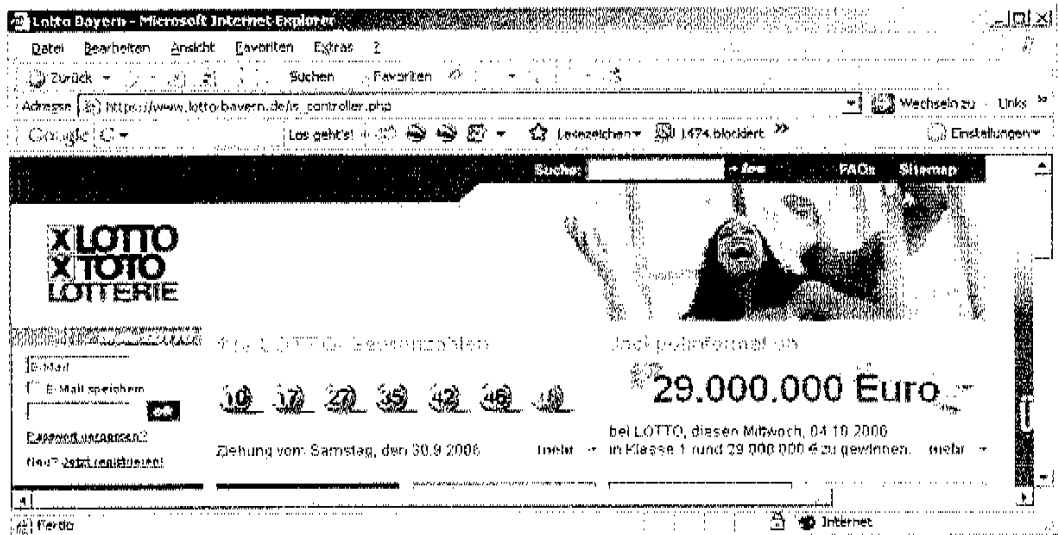 Lotto Bayern - Microsoft Internet Explorer
Datei Bearbeiten Ansicht Favoriten Extras ?
Zurück Suchen Favoriten
Adresse https://www.lotto-bayern.de/is_controller.php Wechseln zu Links »
Google G Los geht's! Lesezeichen 1474 blockiert » Einstellungen
Suche: FAQs Sitemap
X LOTTO
X TOTO
LOTTERIE
LOTTO Jackpotinformation
E-Mail
E-Mail speichern
10 17 27 35 42 46
29.000.000 Euro
Passwort vergessen?
bei LOTTO, diesen Mittwoch, 04.10.2006
Neu? Jetzt registrieren!
Ziehung vom Samstag, den 30.9.2006 mehr in Klasse 1 rund 29.000.000 € zu gewinnen. mehr
Fertig Internet